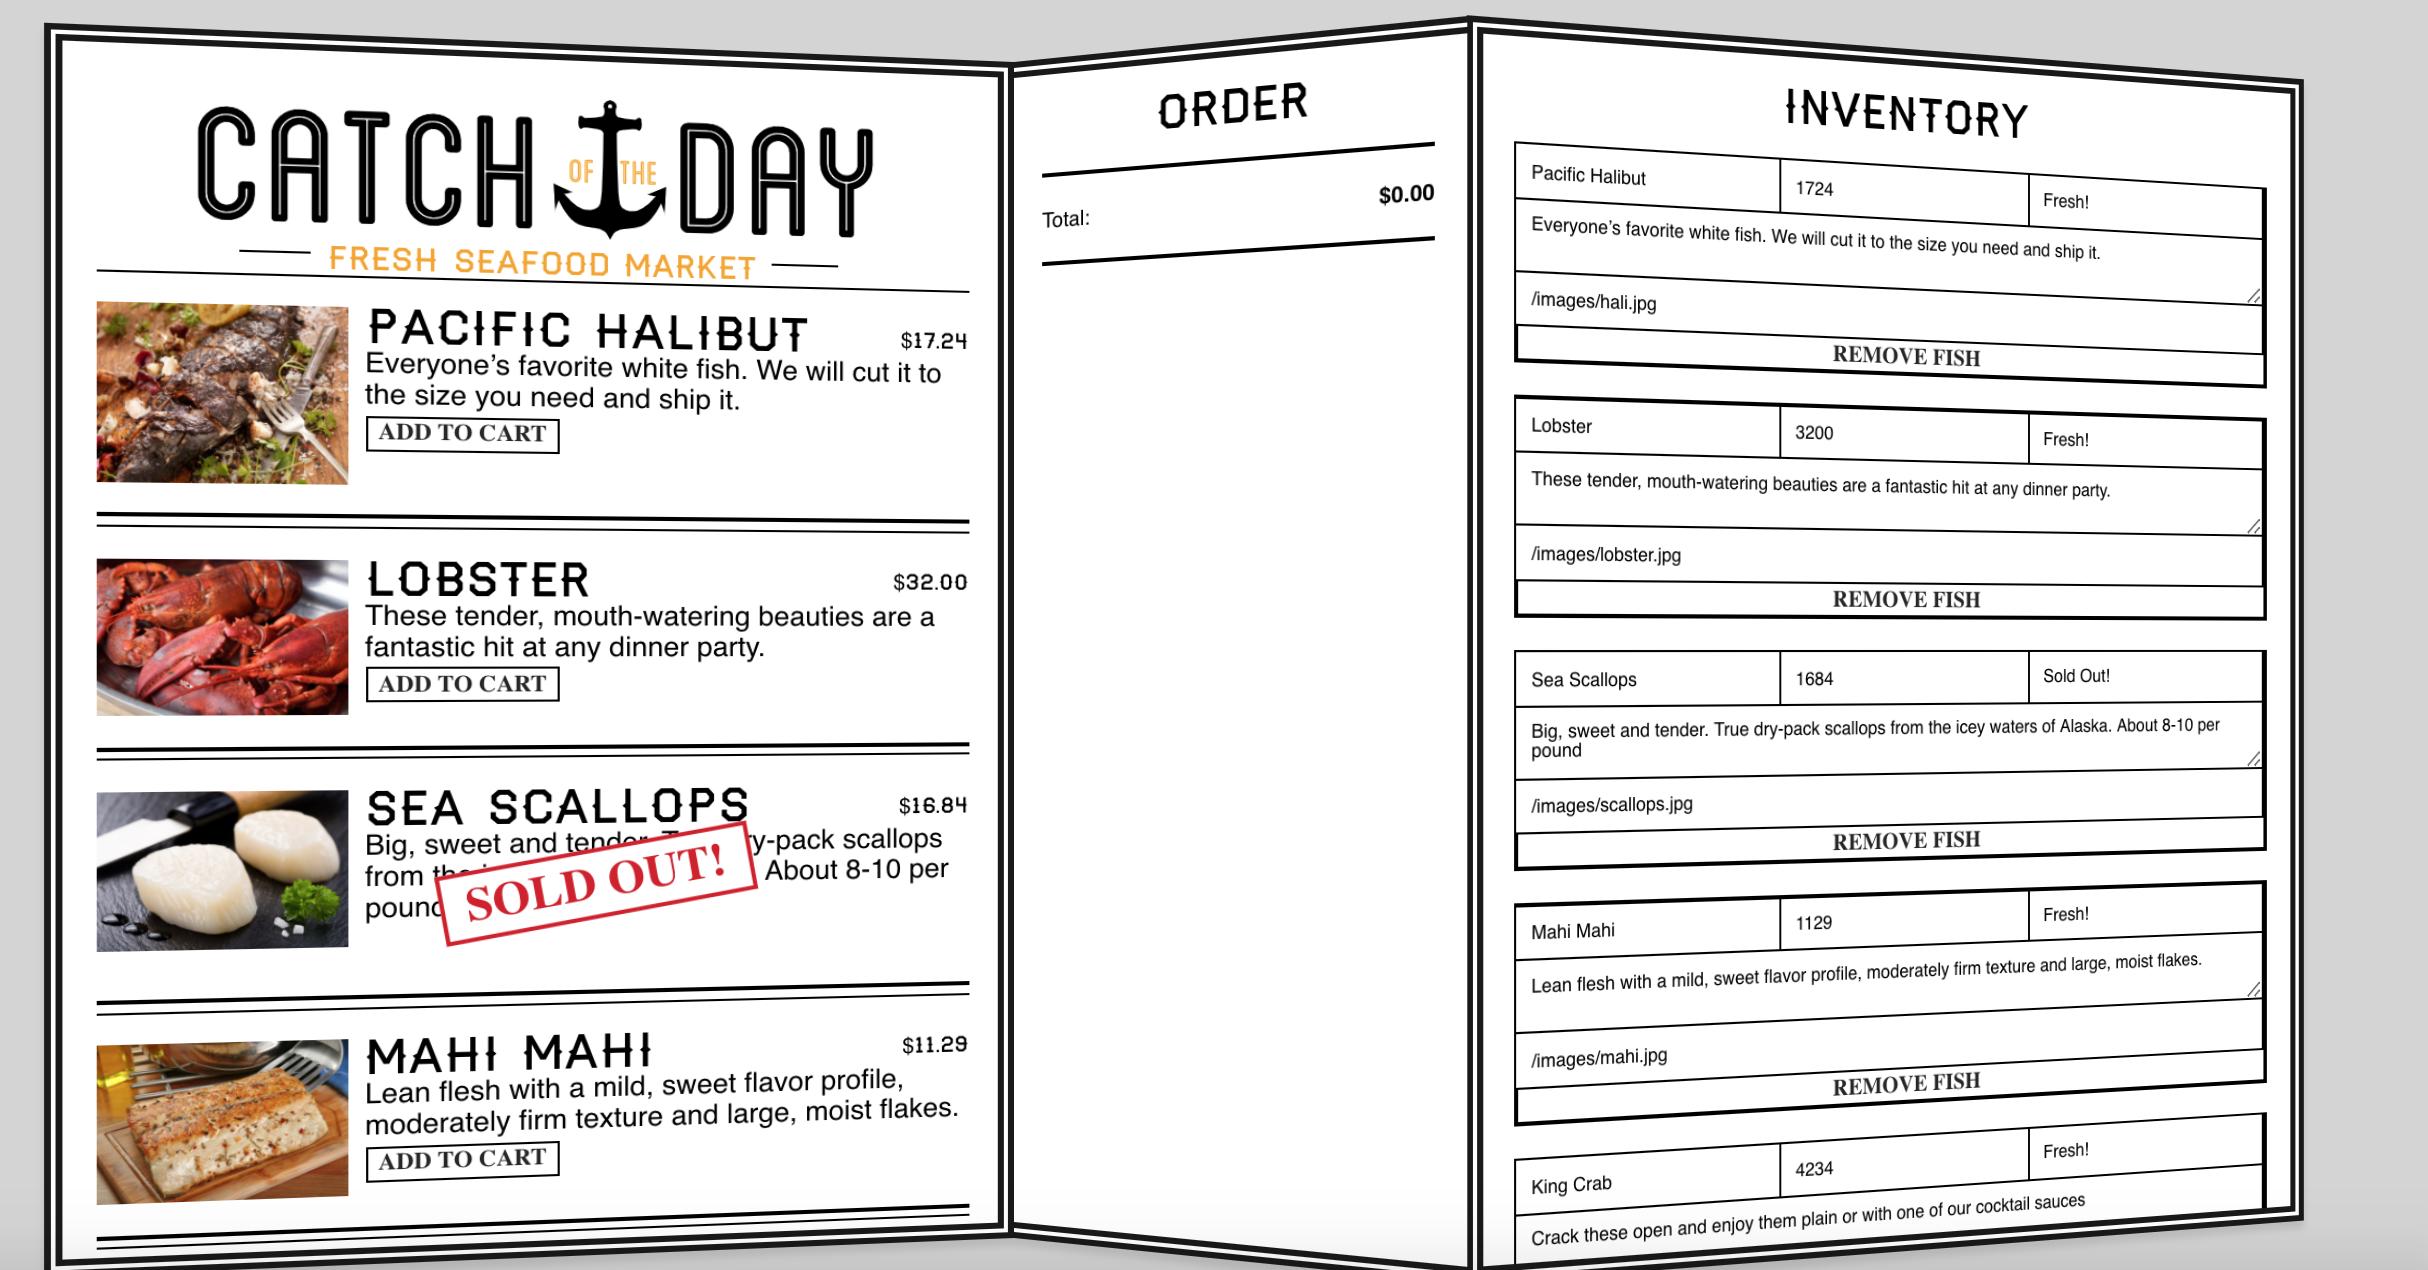 CATCH OF THE DAY
FRESH SEAFOOD MARKET
PACIFIC HALIBUT $17.24
Everyone's favorite white fish. We will cut it to
the size you need and ship it.
ADD TO CART
LOBSTER $32.00
These tender, mouth-watering beauties are a
fantastic hit at any dinner party.
ADD TO CART
SEA SCALLOPS $16.84
Big, sweet and tender. y-pack scallops
from About 8-10 per
pound
SOLD OUT!
MAHI MAHI $11.29
Lean flesh with a mild, sweet flavor profile,
moderately firm texture and large, moist flakes.
ADD TO CART
ORDER
Total: $0.00
INVENTORY
Pacific Halibut 1724 Fresh!
Everyone's favorite white fish. We will cut it to the size you need and ship it.
/images/hali.jpg
REMOVE FISH
Lobster 3200 Fresh!
These tender, mouth-watering beauties are a fantastic hit at any dinner party.
/images/lobster.jpg
REMOVE FISH
Sea Scallops 1684 Sold Out!
Big, sweet and tender. True dry-pack scallops from the icey waters of Alaska. About 8-10 per
pound
/images/scallops.jpg
REMOVE FISH
Mahi Mahi 1129 Fresh!
Lean flesh with a mild, sweet flavor profile, moderately firm texture and large, moist flakes.
/images/mahi.jpg
REMOVE FISH
King Crab 4234 Fresh!
Crack these open and enjoy them plain or with one of our cocktail sauces